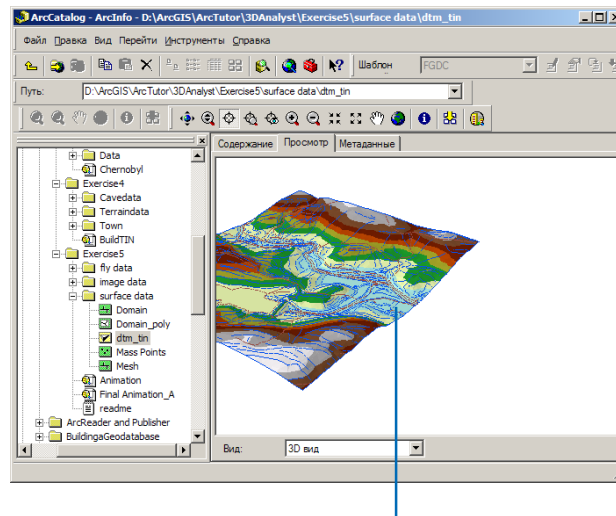 ArcCatalog - ArcInfo - D:\ArcGIS\ArcTutor\3DAnalyst\Exercise5\surface data\dtm_tin
Файл Правка Вид Перейти Инструменты Справка
Шаблон FGDC
Путь: D:\ArcGIS\ArcTutor\3DAnalyst\Exercise5\surface data\dtm_tin
Содержание Просмотр Метаданные
Data
Chernobyl
Exercise4
Cavedata
Terraindata
Town
BuildTIN
Exercise5
fly data
image data
surface data
Domain
Domain_poly
dtm_tin
Mass Points
Mesh
Animation
Final Animation_A
readme
ArcReader and Publisher
BuildingaGeodatabase
Вид: 3D вид